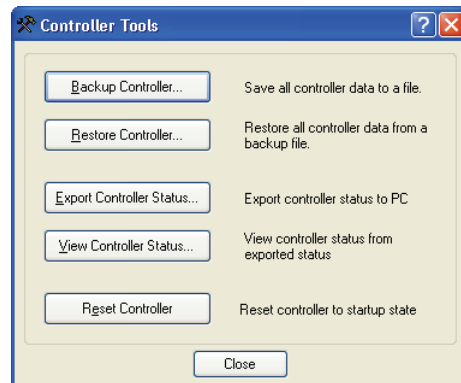 Controller Tools
Backup Controller...
Save all controller data to a file.
Restore Controller...
Restore all controller data from a
backup file.
Export Controller Status...
Export controller status to PC
View Controller Status...
View controller status from
exported status
Reset Controller
Reset controller to startup state
Close